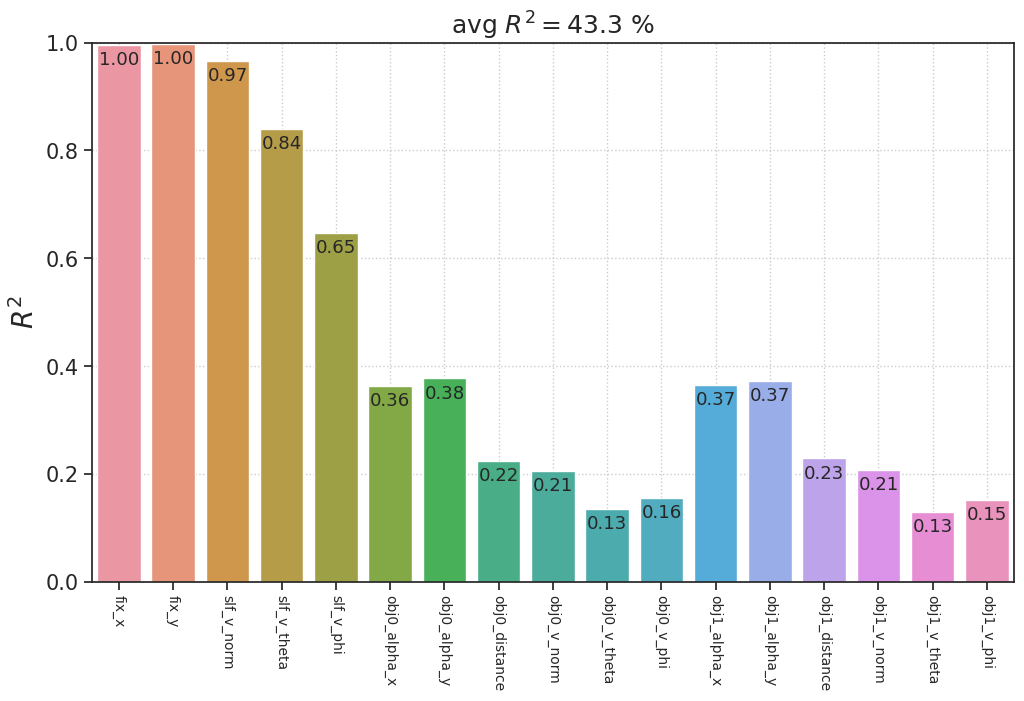 avg R² = 43.3 %
R²
1.0
0.8
0.6
0.4
0.2
0.0
1.00
1.00
0.97
0.84
0.65
0.36
0.38
0.22
0.21
0.13
0.16
0.37
0.37
0.23
0.21
0.13
0.15
fix_x
fix_y
slf_v_norm
slf_v_theta
slf_v_phi
obj0_alpha_x
obj0_alpha_y
obj0_distance
obj0_v_norm
obj0_v_theta
obj0_v_phi
obj1_alpha_x
obj1_alpha_y
obj1_distance
obj1_v_norm
obj1_v_theta
obj1_v_phi